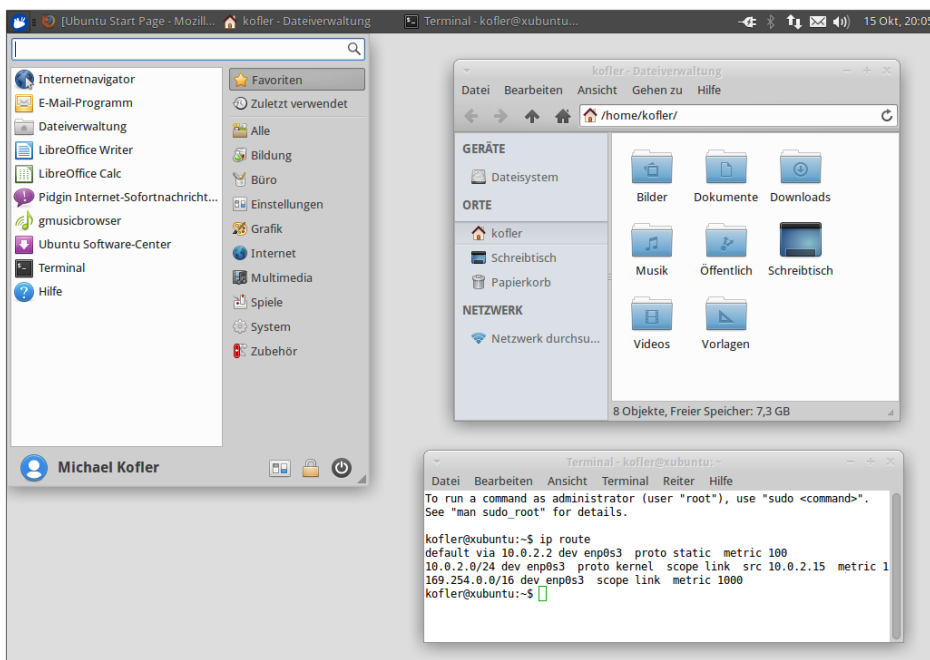 [Ubuntu Start Page - Mozill... kofler - Dateiverwaltung Terminal - kofler@xubuntu... 15 Okt, 20:05
Internetnavigator
E-Mail-Programm
Dateiverwaltung
LibreOffice Writer
LibreOffice Calc
Pidgin Internet-Sofortnachricht...
gmusicbrowser
Ubuntu Software-Center
Terminal
Hilfe
Favoriten
Zuletzt verwendet
Alle
Bildung
Büro
Einstellungen
Grafik
Internet
Multimedia
Spiele
System
Zubehör
Michael Kofler
kofler - Dateiverwaltung
Datei Bearbeiten Ansicht Gehen zu Hilfe
/home/kofler/
GERÄTE
Dateisystem
ORTE
kofler
Schreibtisch
Papierkorb
NETZWERK
Netzwerk durchsu...
Bilder Dokumente Downloads
Musik Öffentlich Schreibtisch
Videos Vorlagen
8 Objekte, Freier Speicher: 7,3 GB
Terminal - kofler@xubuntu: ~
Datei Bearbeiten Ansicht Terminal Reiter Hilfe
To run a command as administrator (user "root"), use "sudo <command>".
See "man sudo_root" for details.
kofler@xubuntu:~$ ip route
default via 10.0.2.2 dev enp0s3 proto static metric 100
10.0.2.0/24 dev enp0s3 proto kernel scope link src 10.0.2.15 metric 1
169.254.0.0/16 dev enp0s3 scope link metric 1000
kofler@xubuntu:~$